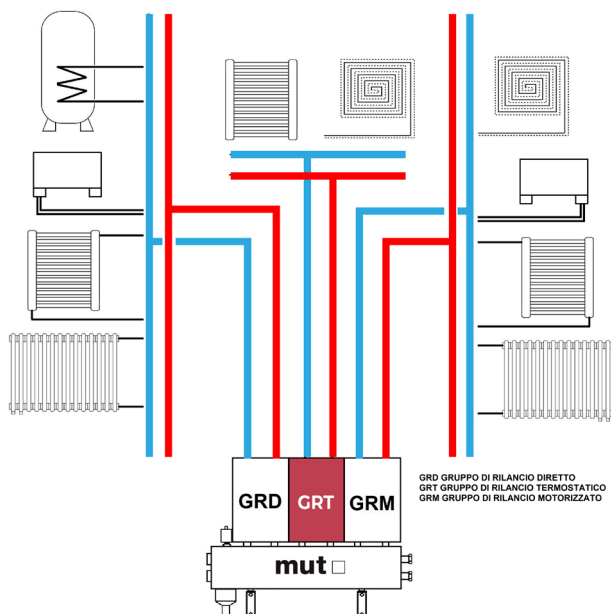 GRD GRT GRM
GRD GRUPPO DI RILANCIO DIRETTO
GRT GRUPPO DI RILANCIO TERMOSTATICO
GRM GRUPPO DI RILANCIO MOTORIZZATO
mut